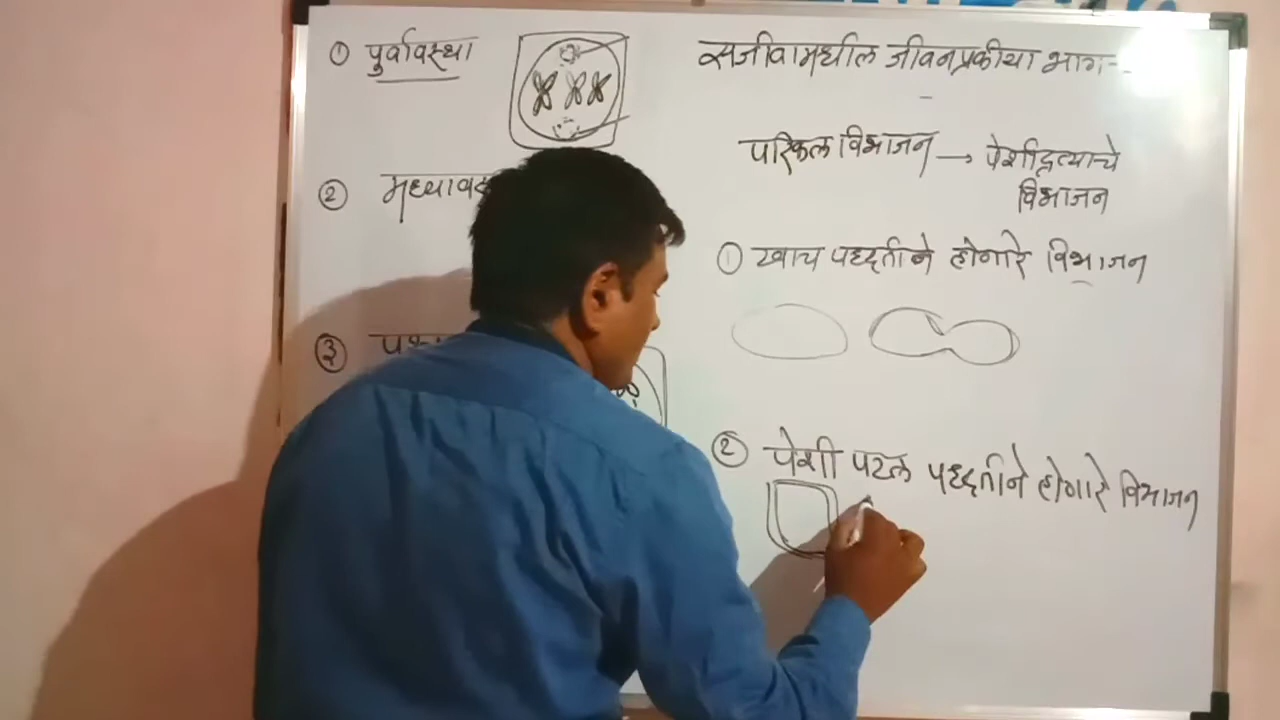 ① पुर्वावस्था
②
③
सजीवामधील जीवनप्रकीया भाग-
परिकल विभाजन → पेशीद्रव्याचे
विभाजन
① खाच पद्धतीने होणारे विभाजन
② पेशी पटल पद्धतीने होणारे विभाजन